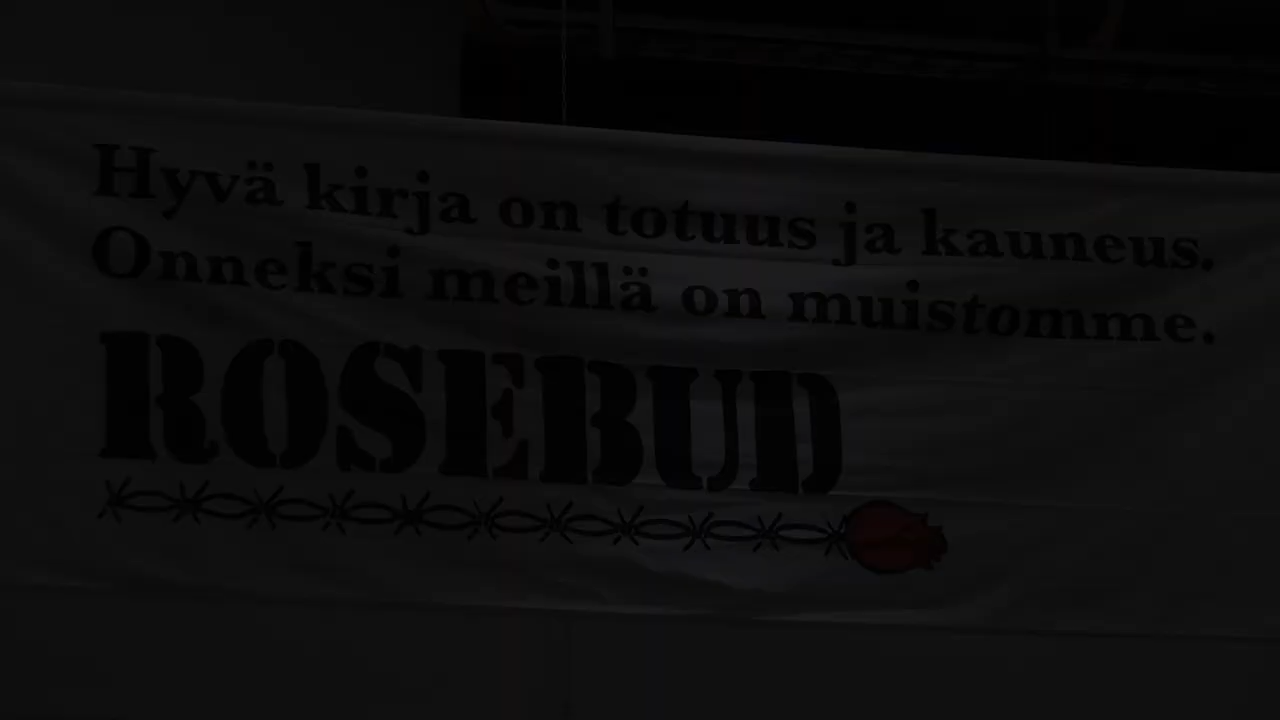 Hyvä kirja on totuus ja kauneus.
Onneksi meillä on muistomme.
ROSEBUD